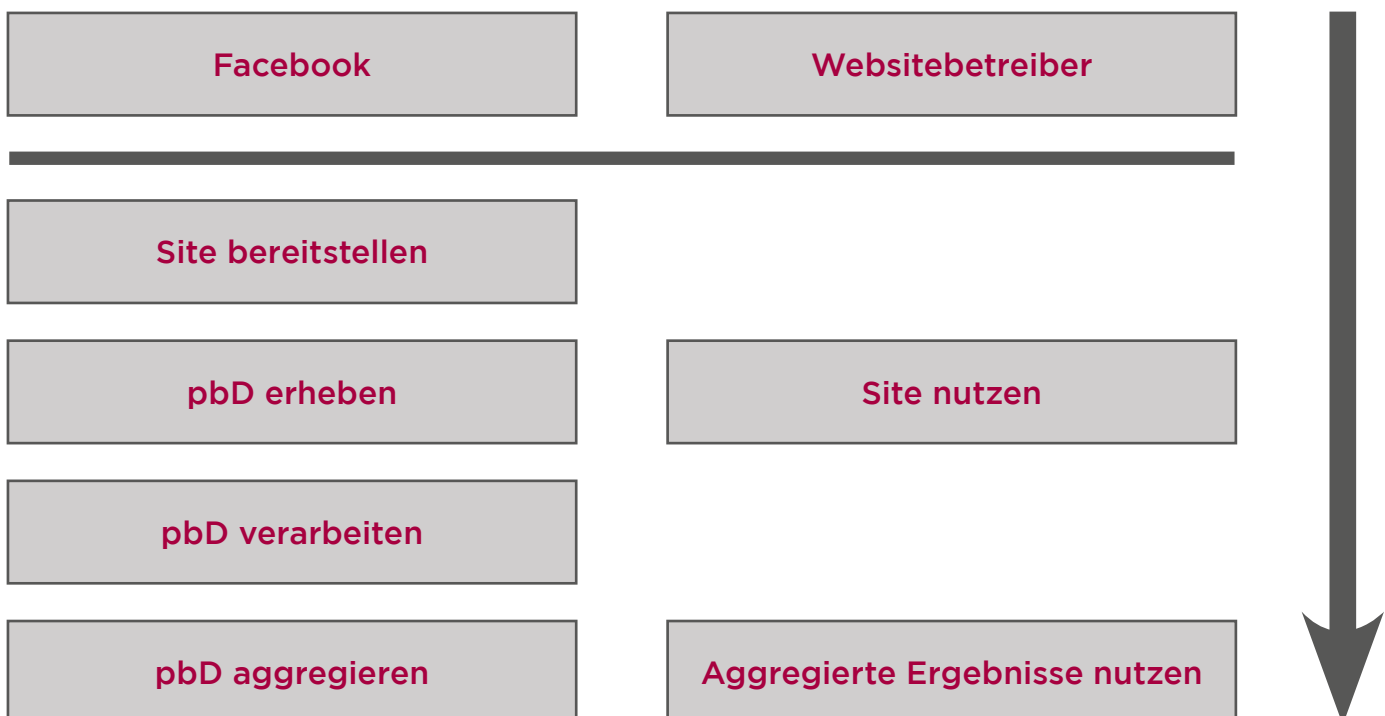 Facebook
Websitebetreiber
Site bereitstellen
pbD erheben
Site nutzen
pbD verarbeiten
pbD aggregieren
Aggregierte Ergebnisse nutzen